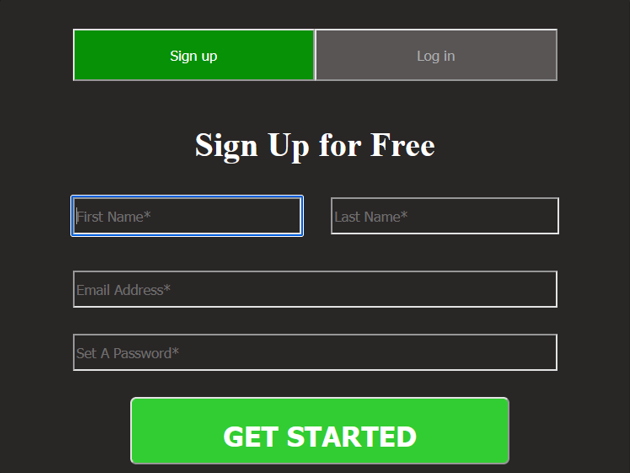 Sign up
Log in
Sign Up for Free
First Name*
Last Name*
Email Address*
Set A Password*
GET STARTED